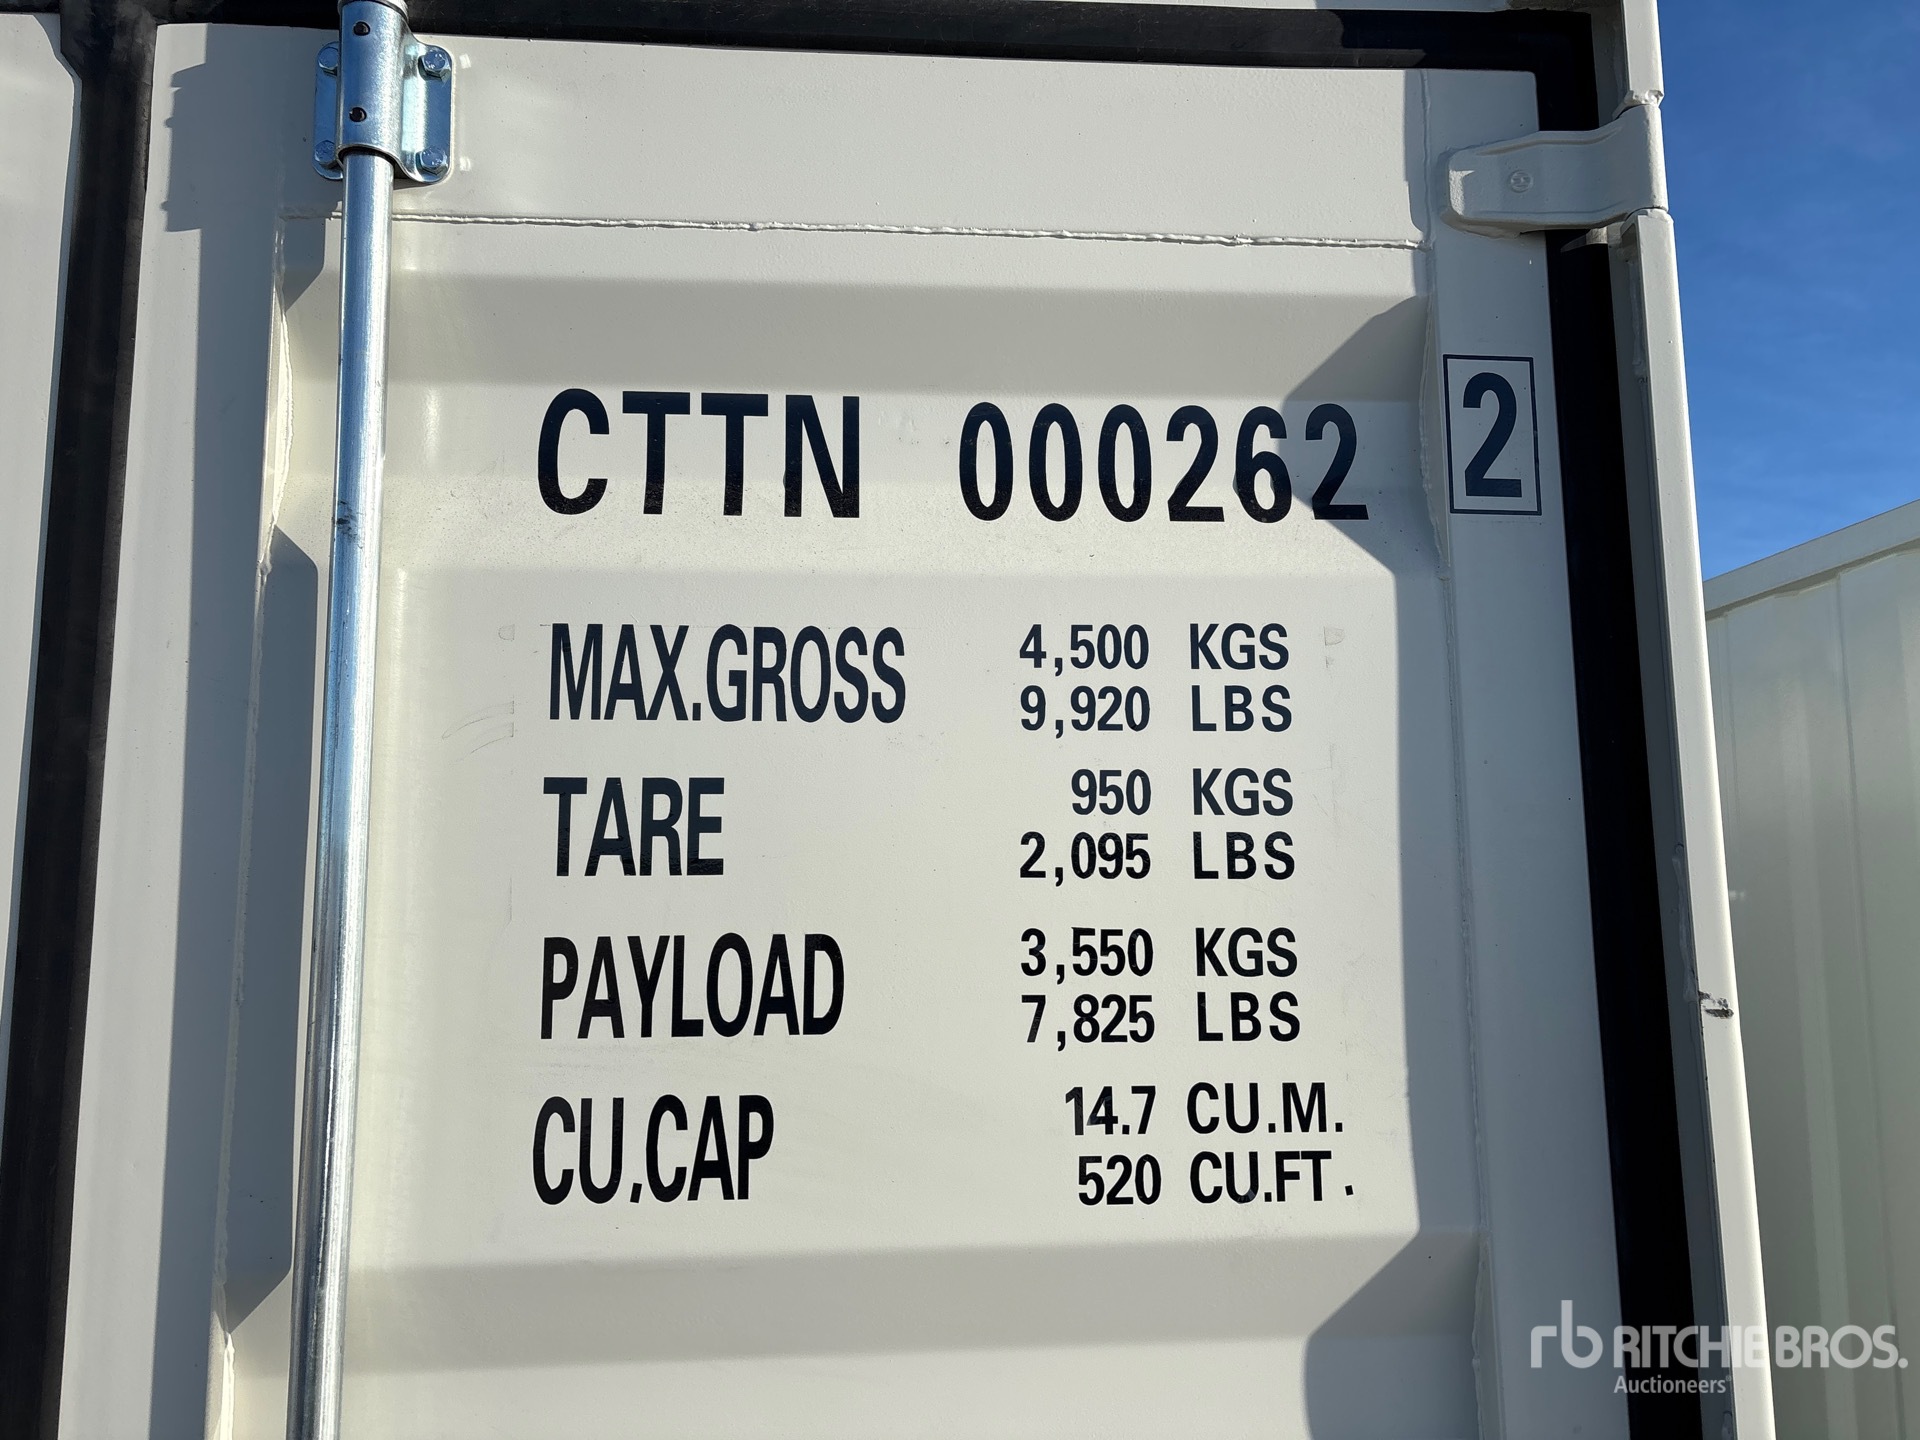 CTTN 000262 2
MAX.GROSS 4,500 KGS
9,920 LBS
TARE 950 KGS
2,095 LBS
PAYLOAD 3,550 KGS
7,825 LBS
CU.CAP 14.7 CU.M.
520 CU.FT.
rb RITCHIE BROS.
Auctioneers